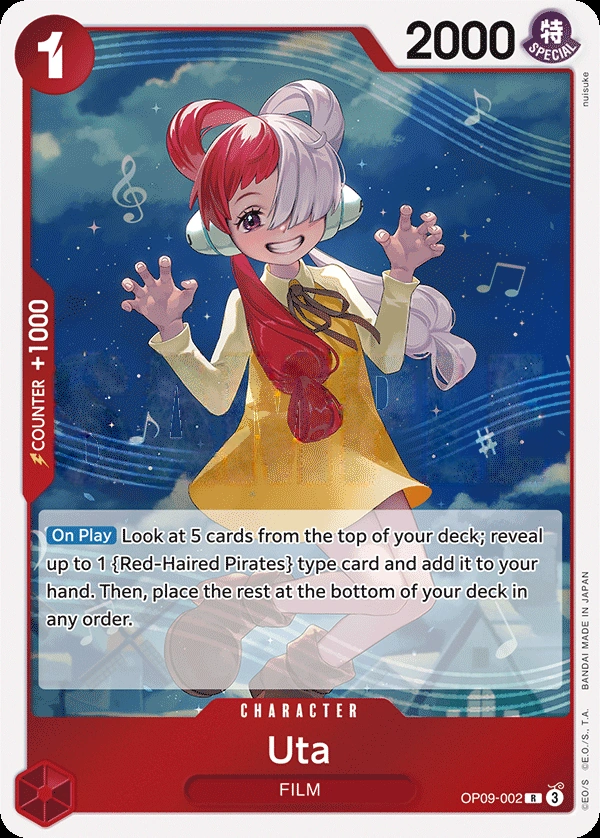 1
2000
特
SPECIAL
nuisuke
COUNTER +1000
On Play Look at 5 cards from the top of your deck; reveal
up to 1 {Red-Haired Pirates} type card and add it to your
hand. Then, place the rest at the bottom of your deck in
any order.
CHARACTER
Uta
FILM
OP09-002 R 3
©EO/S ©E.O./S., T.A. BANDAI MADE IN JAPAN